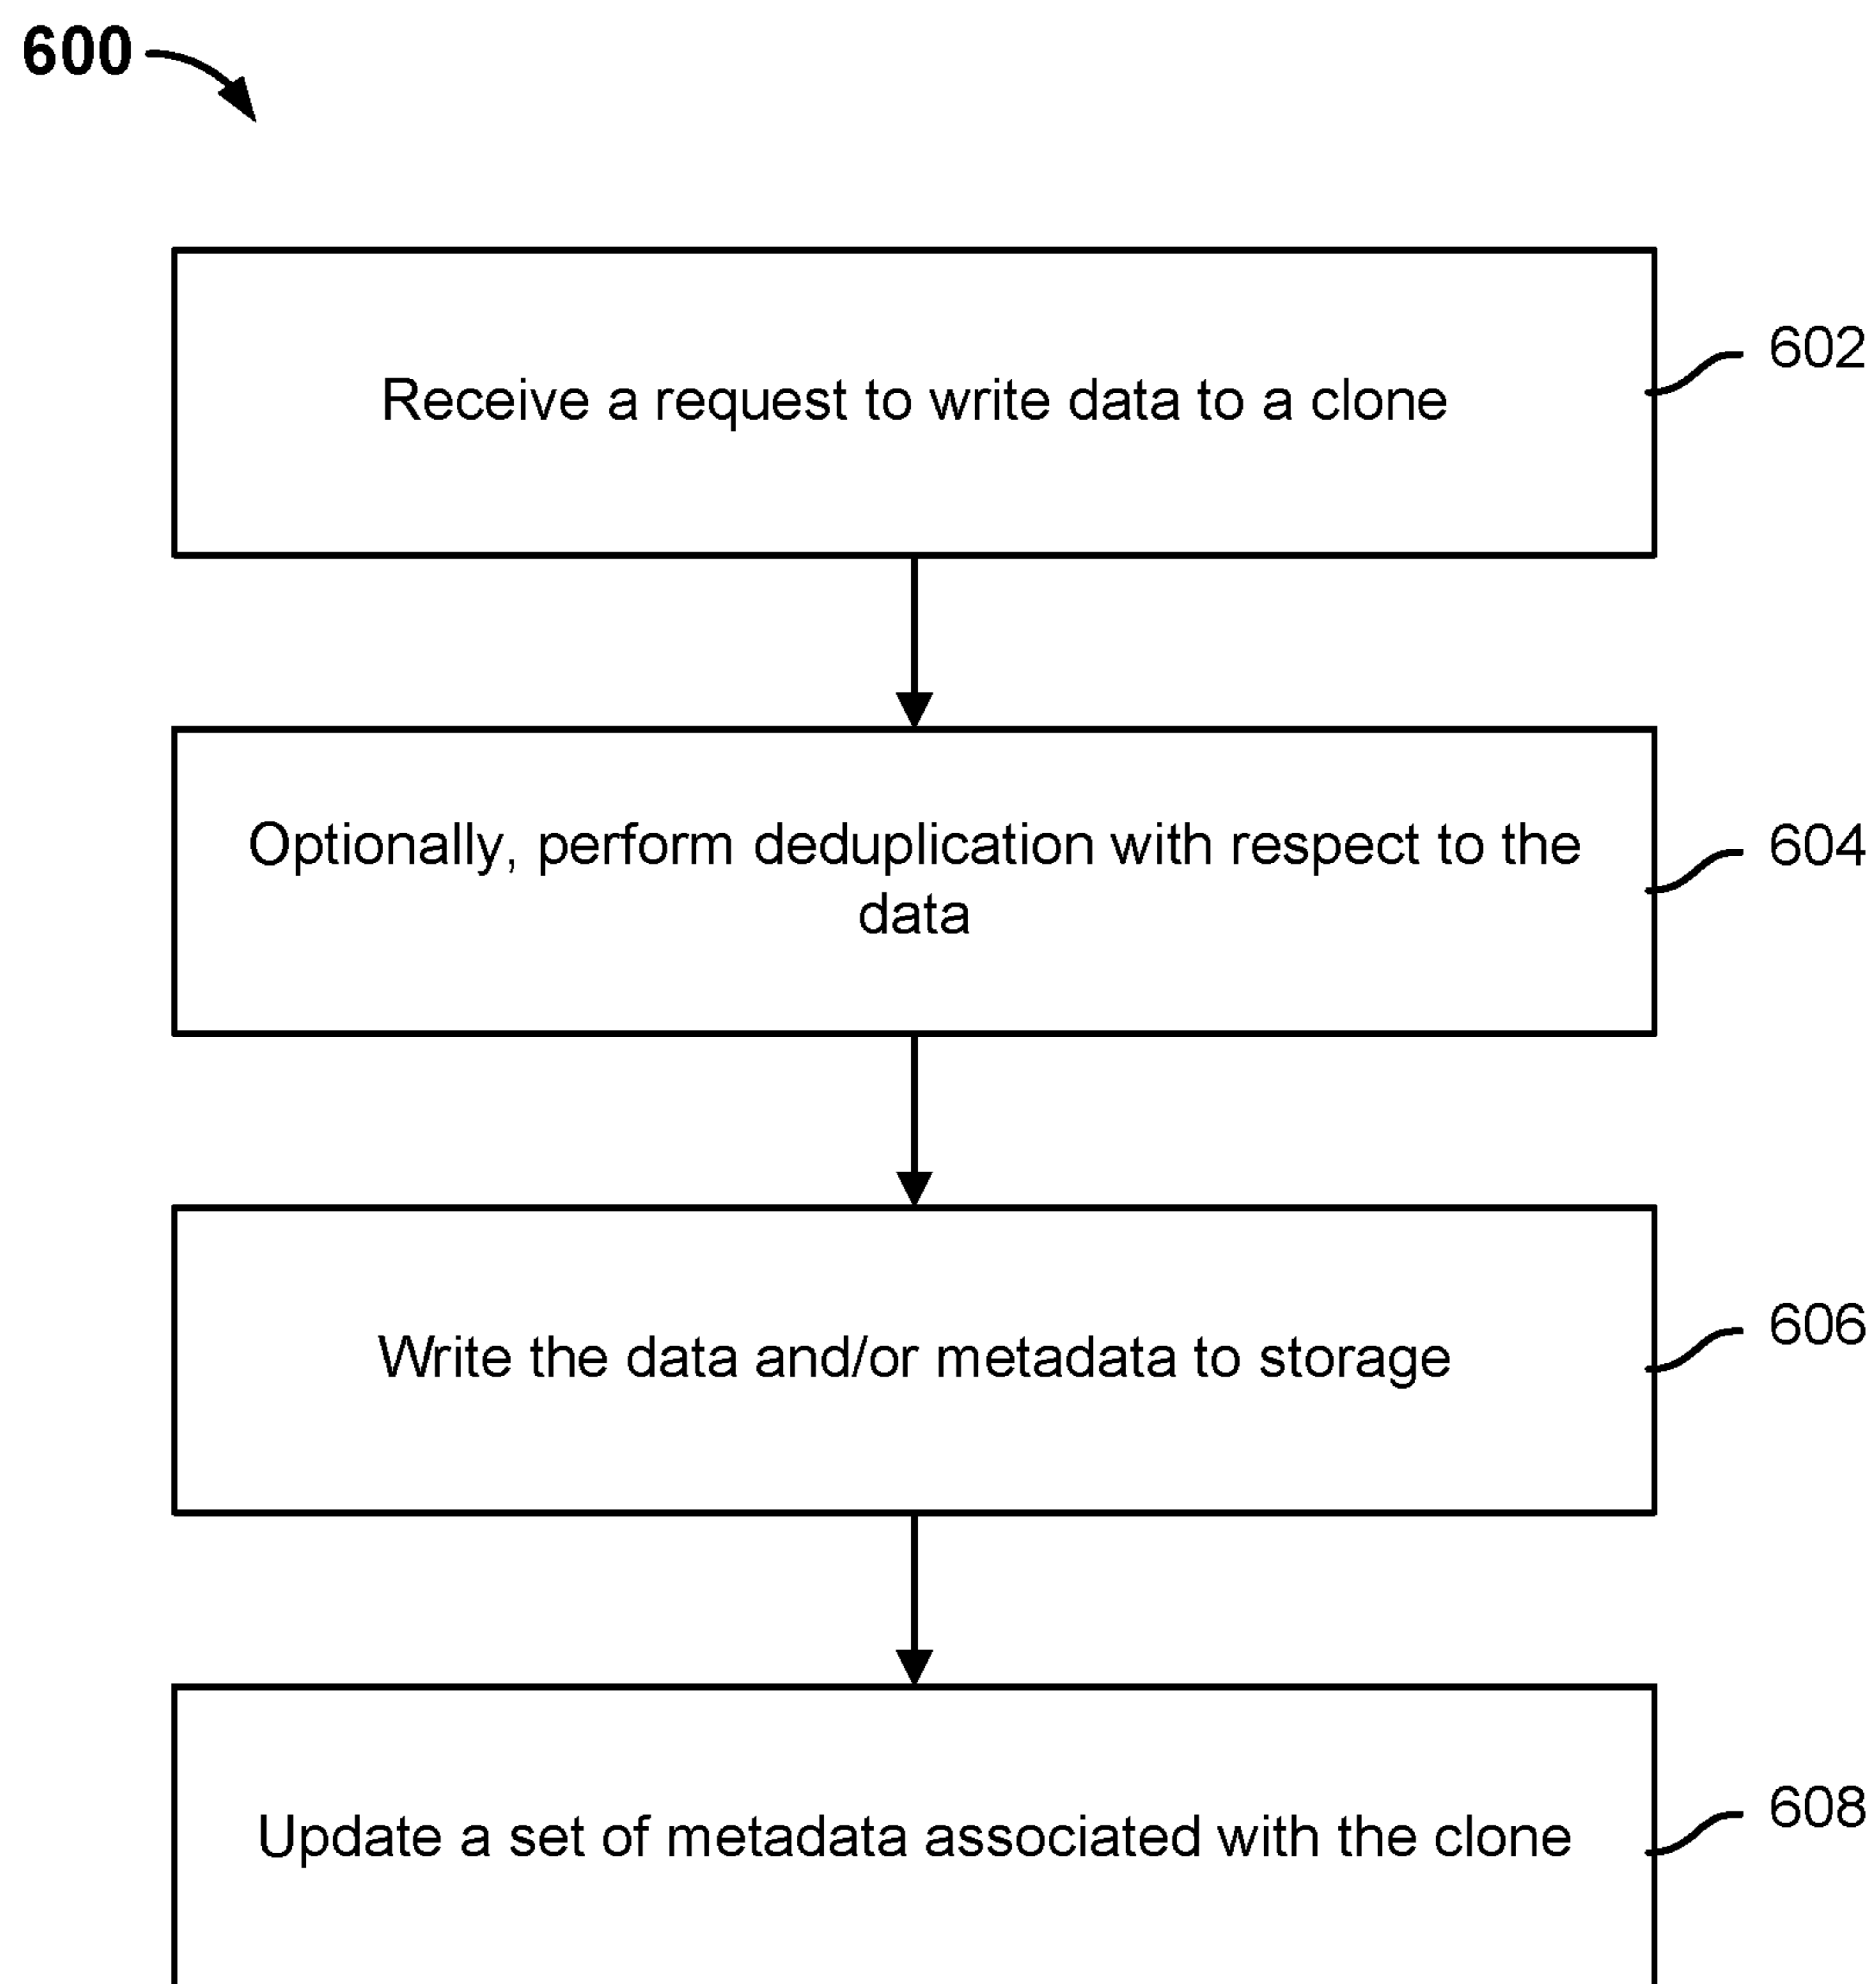 600
Receive a request to write data to a clone
602
Optionally, perform deduplication with respect to the
data
604
Write the data and/or metadata to storage
606
Update a set of metadata associated with the clone
608